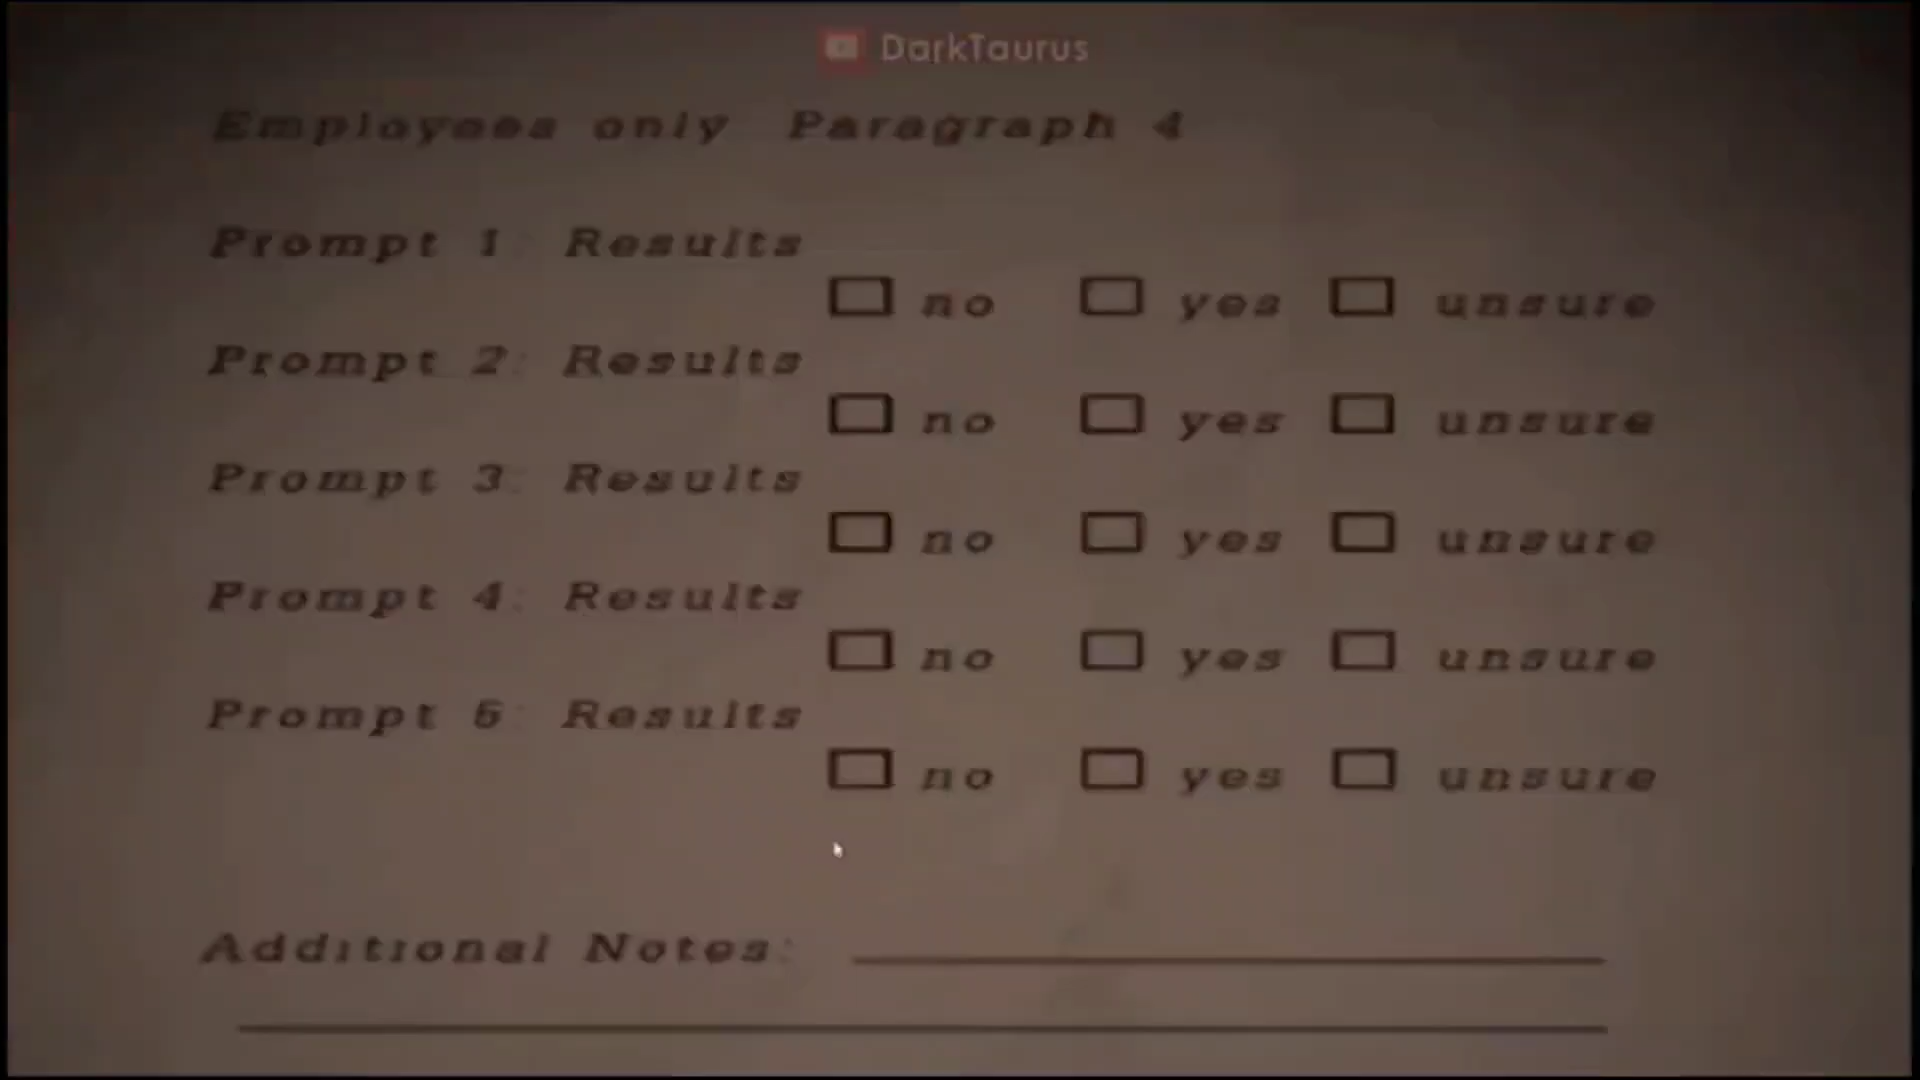 DarkTaurus
Employees only Paragraph 4
Prompt 1: Results
no yes unsure
Prompt 2: Results
no yes unsure
Prompt 3: Results
no yes unsure
Prompt 4: Results
no yes unsure
Prompt 5: Results
no yes unsure
Additional Notes: